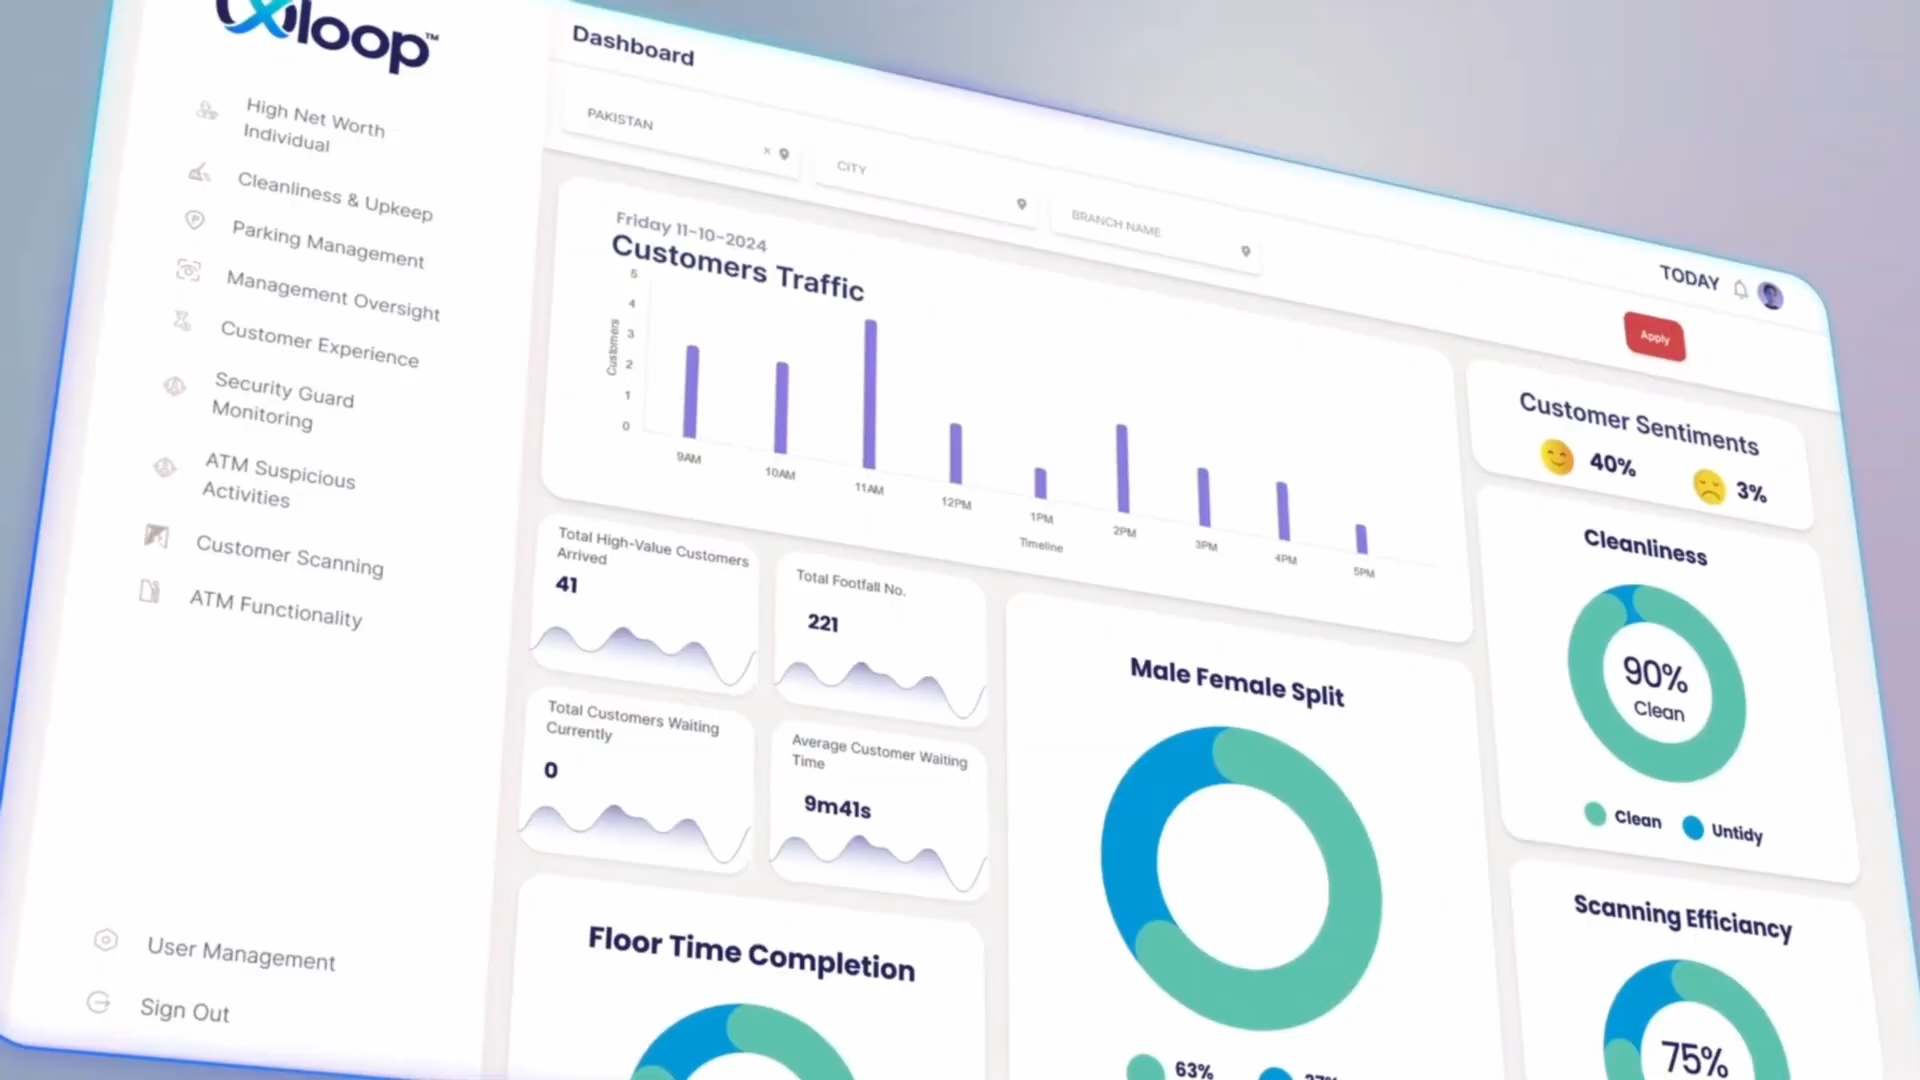 xloop™
High Net Worth
Individual
Cleanliness & Upkeep
Parking Management
Management Oversight
Customer Experience
Security Guard
Monitoring
ATM Suspicious
Activities
Customer Scanning
ATM Functionality
User Management
Sign Out
Dashboard
PAKISTAN
×
CITY
BRANCH NAME
TODAY
Apply
Friday 11-10-2024
Customers Traffic
Customers
5
4
3
2
1
0
9AM
10AM
11AM
12PM
1PM
2PM
3PM
4PM
5PM
Timeline
Customer Sentiments
40%
3%
Total High-Value Customers
Arrived
41
Total Footfall No.
221
Total Customers Waiting
Currently
0
Average Customer Waiting
Time
9m41s
Floor Time Completion
Male Female Split
63%
Cleanliness
90%
Clean
Clean
Untidy
Scanning Efficiancy
75%